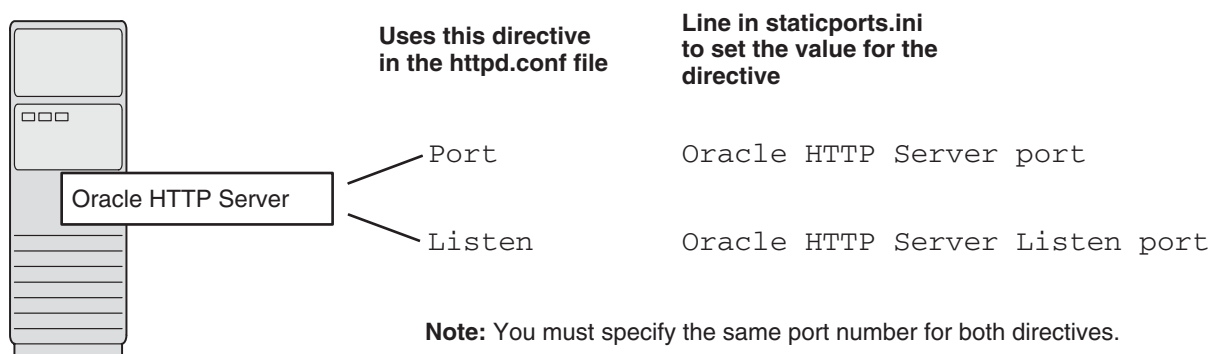 Uses this directive
in the httpd.conf file
Line in staticports.ini
to set the value for the
directive
Oracle HTTP Server
Port
Oracle HTTP Server port
Listen
Oracle HTTP Server Listen port
Note: You must specify the same port number for both directives.